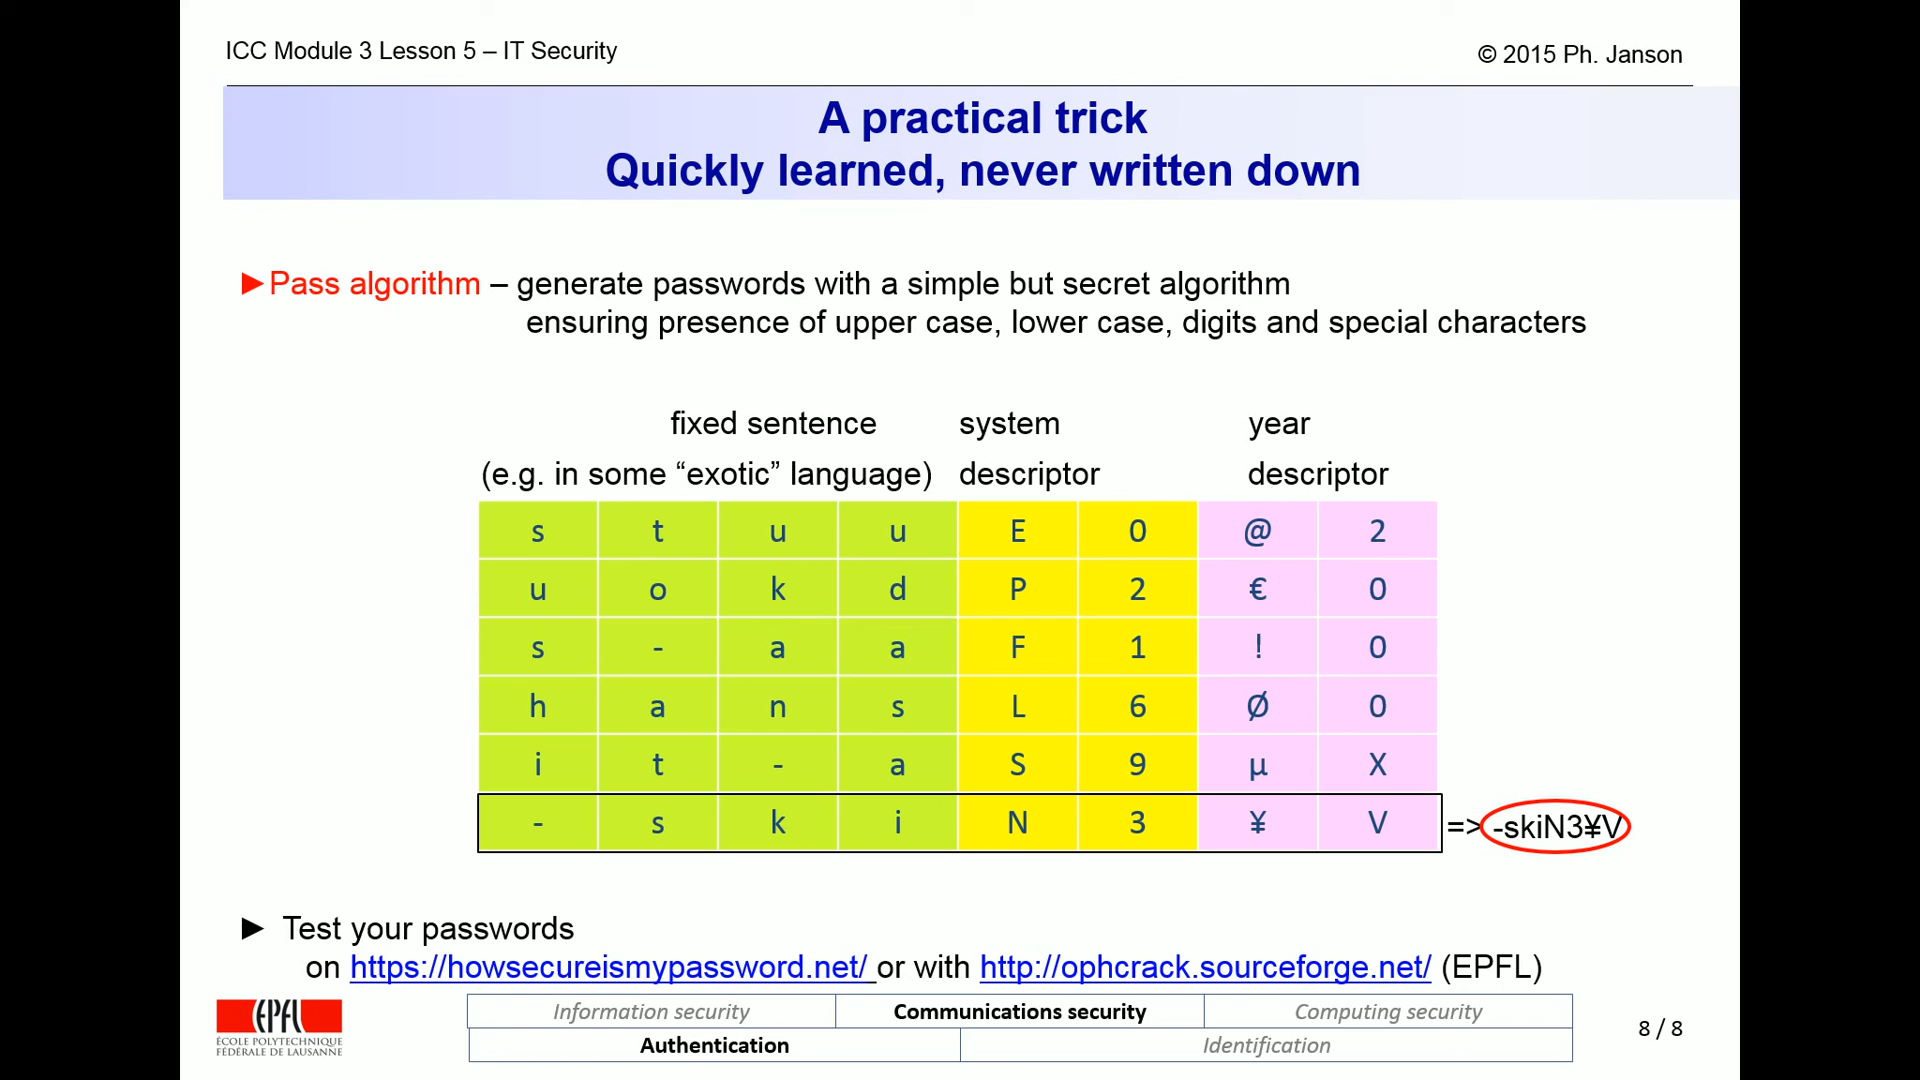 ICC Module 3 Lesson 5 – IT Security
© 2015 Ph. Janson
A practical trick
Quickly learned, never written down
►Pass algorithm – generate passwords with a simple but secret algorithm
ensuring presence of upper case, lower case, digits and special characters
fixed sentence system year
(e.g. in some “exotic” language) descriptor descriptor
s t u u E 0 @ 2
u o k d P 2 € 0
s - a a F 1 ! 0
h a n s L 6 Ø 0
i t - a S 9 µ X
- s k i N 3 ¥ V => -skiN3¥V
► Test your passwords
on https://howsecureismypassword.net/ or with http://ophcrack.sourceforge.net/ (EPFL)
Information security Communications security Computing security
Authentication Identification
8 / 8
EPFL
ÉCOLE POLYTECHNIQUE
FÉDÉRALE DE LAUSANNE